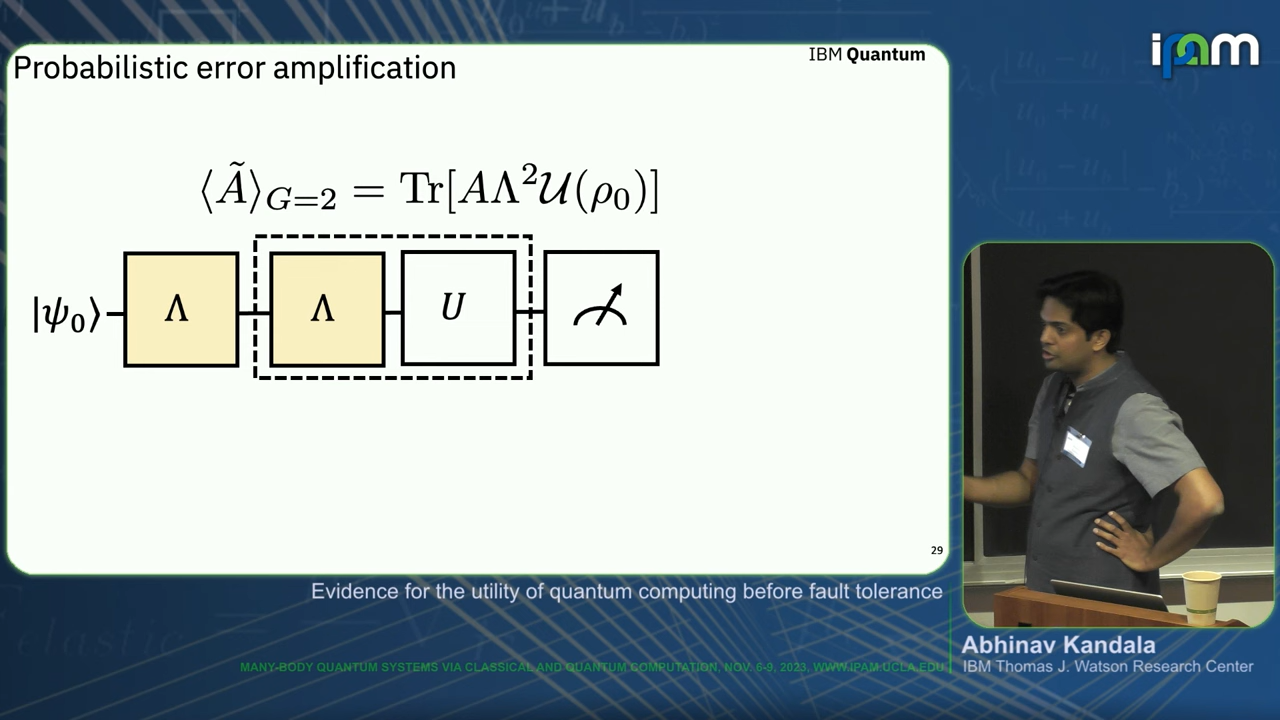 Probabilistic error amplification
IBM Quantum
ipam
⟨Ã⟩_{G=2} = Tr[AΛ²𝒰(ρ₀)]
|ψ₀⟩ Λ Λ U
29
Evidence for the utility of quantum computing before fault tolerance
Abhinav Kandala
IBM Thomas J. Watson Research Center
MANY-BODY QUANTUM SYSTEMS VIA CLASSICAL AND QUANTUM COMPUTATION, NOV. 6-9, 2023, WWW.IPAM.UCLA.EDU
elastic